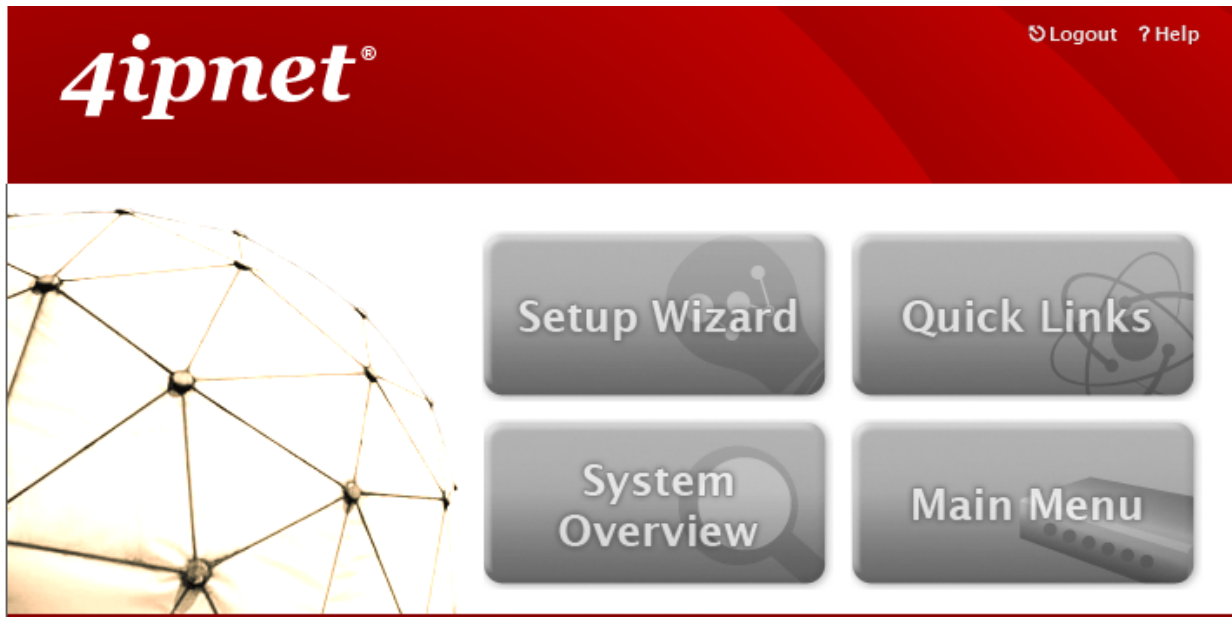 4ipnet®
Logout ? Help
Setup Wizard
Quick Links
System
Overview
Main Menu